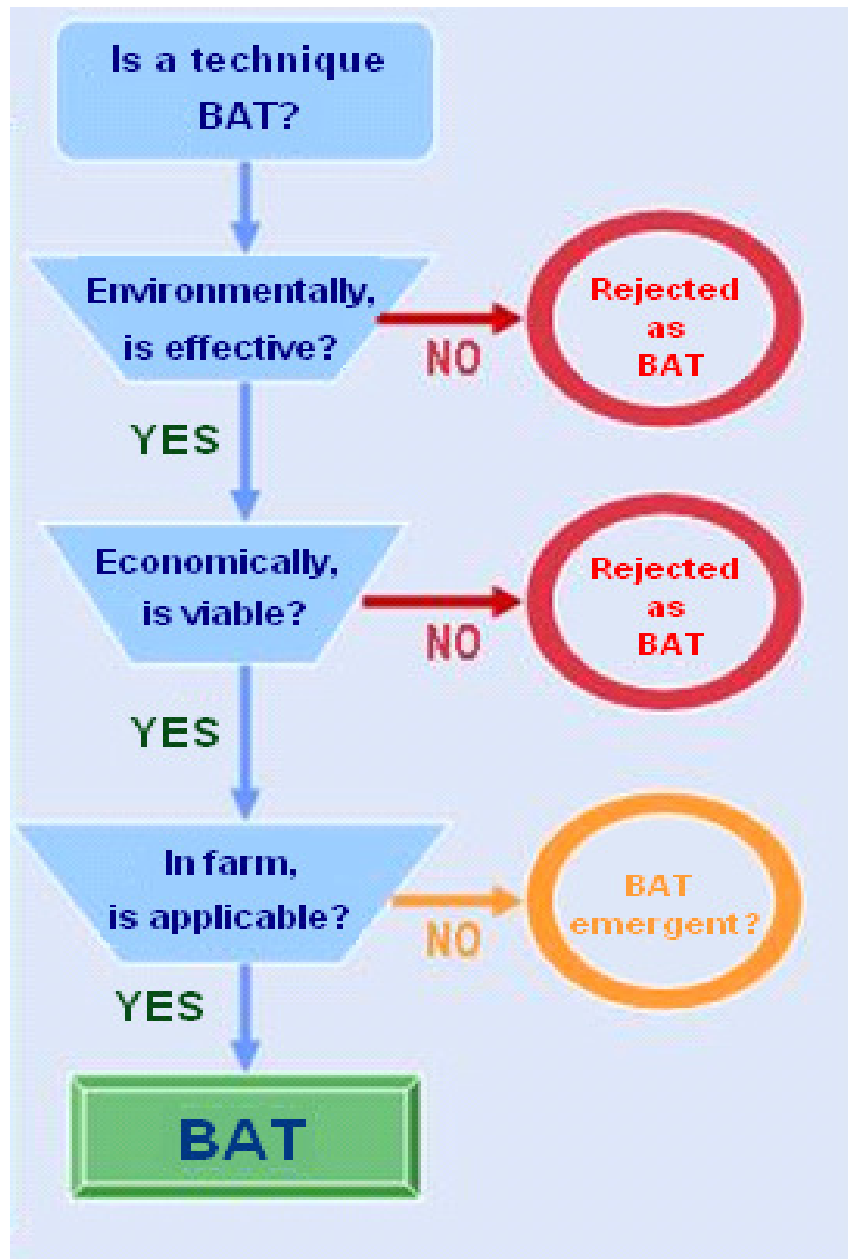 Is a technique
BAT?
Environmentally,
is effective?
NO
Rejected
as
BAT
YES
Economically,
is viable?
NO
Rejected
as
BAT
YES
In farm,
is applicable?
NO
BAT
emergent?
YES
BAT